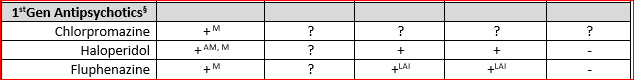 1stGen Antipsychotics§
Chlorpromazine +M ? ? ? ?
Haloperidol +AM, M ? + + -
Fluphenazine +M ? +LAI +LAI -